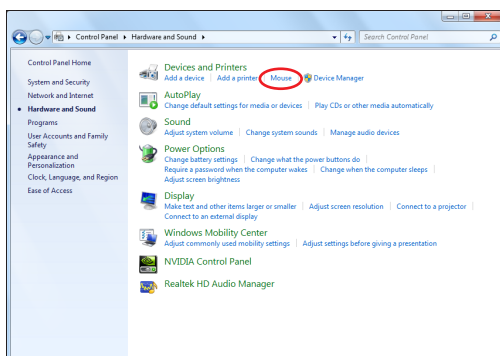 Control Panel Hardware and Sound Search Control Panel
Control Panel Home
System and Security
Network and Internet
Hardware and Sound
Programs
User Accounts and Family
Safety
Appearance and
Personalization
Clock, Language, and Region
Ease of Access
Devices and Printers
Add a device Add a printer Mouse Device Manager
AutoPlay
Change default settings for media or devices Play CDs or other media automatically
Sound
Adjust system volume Change system sounds Manage audio devices
Power Options
Change battery settings Change what the power buttons do
Require a password when the computer wakes Change when the computer sleeps
Adjust screen brightness
Display
Make text and other items larger or smaller Adjust screen resolution Connect to a projector
Connect to an external display
Windows Mobility Center
Adjust commonly used mobility settings Adjust settings before giving a presentation
NVIDIA Control Panel
Realtek HD Audio Manager